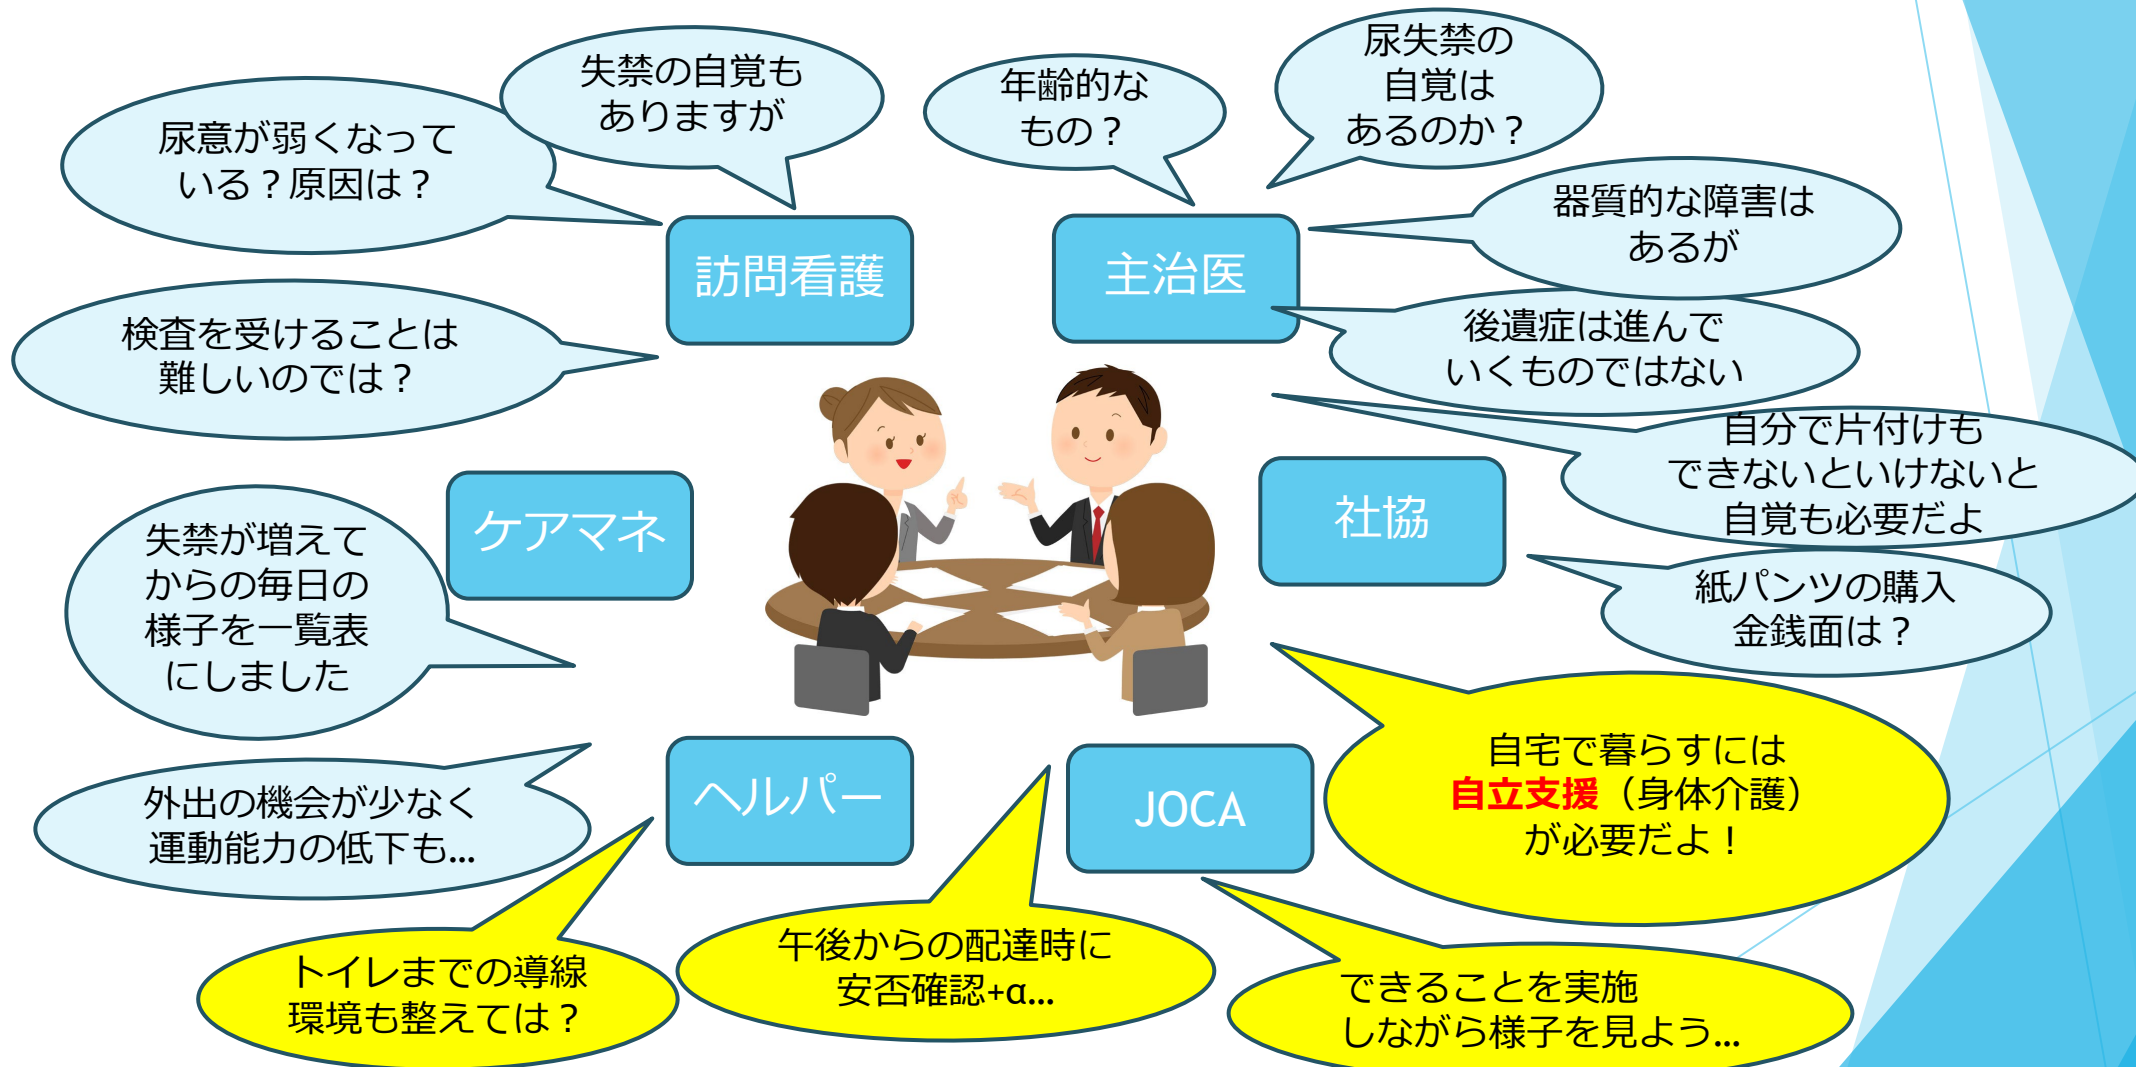 失禁の自覚も
ありますが
年齢的な
もの？
尿失禁の
自覚は
あるのか？
尿意が弱くなって
いる？原因は？
器質的な障害は
あるが
訪問看護
主治医
検査を受けることは
難しいのでは？
後遺症は進んで
いくものではない
自分で片付けも
できないといけないと
自覚も必要だよ
ケアマネ
社協
失禁が増えて
からの毎日の
様子を一覧表
にしました
紙パンツの購入
金銭面は？
自宅で暮らすには
自立支援（身体介護）
が必要だよ！
ヘルパー
JOCA
外出の機会が少なく
運動能力の低下も…
トイレまでの導線
環境も整えては？
午後からの配達時に
安否確認+α…
できることを実施
しながら様子を見よう…